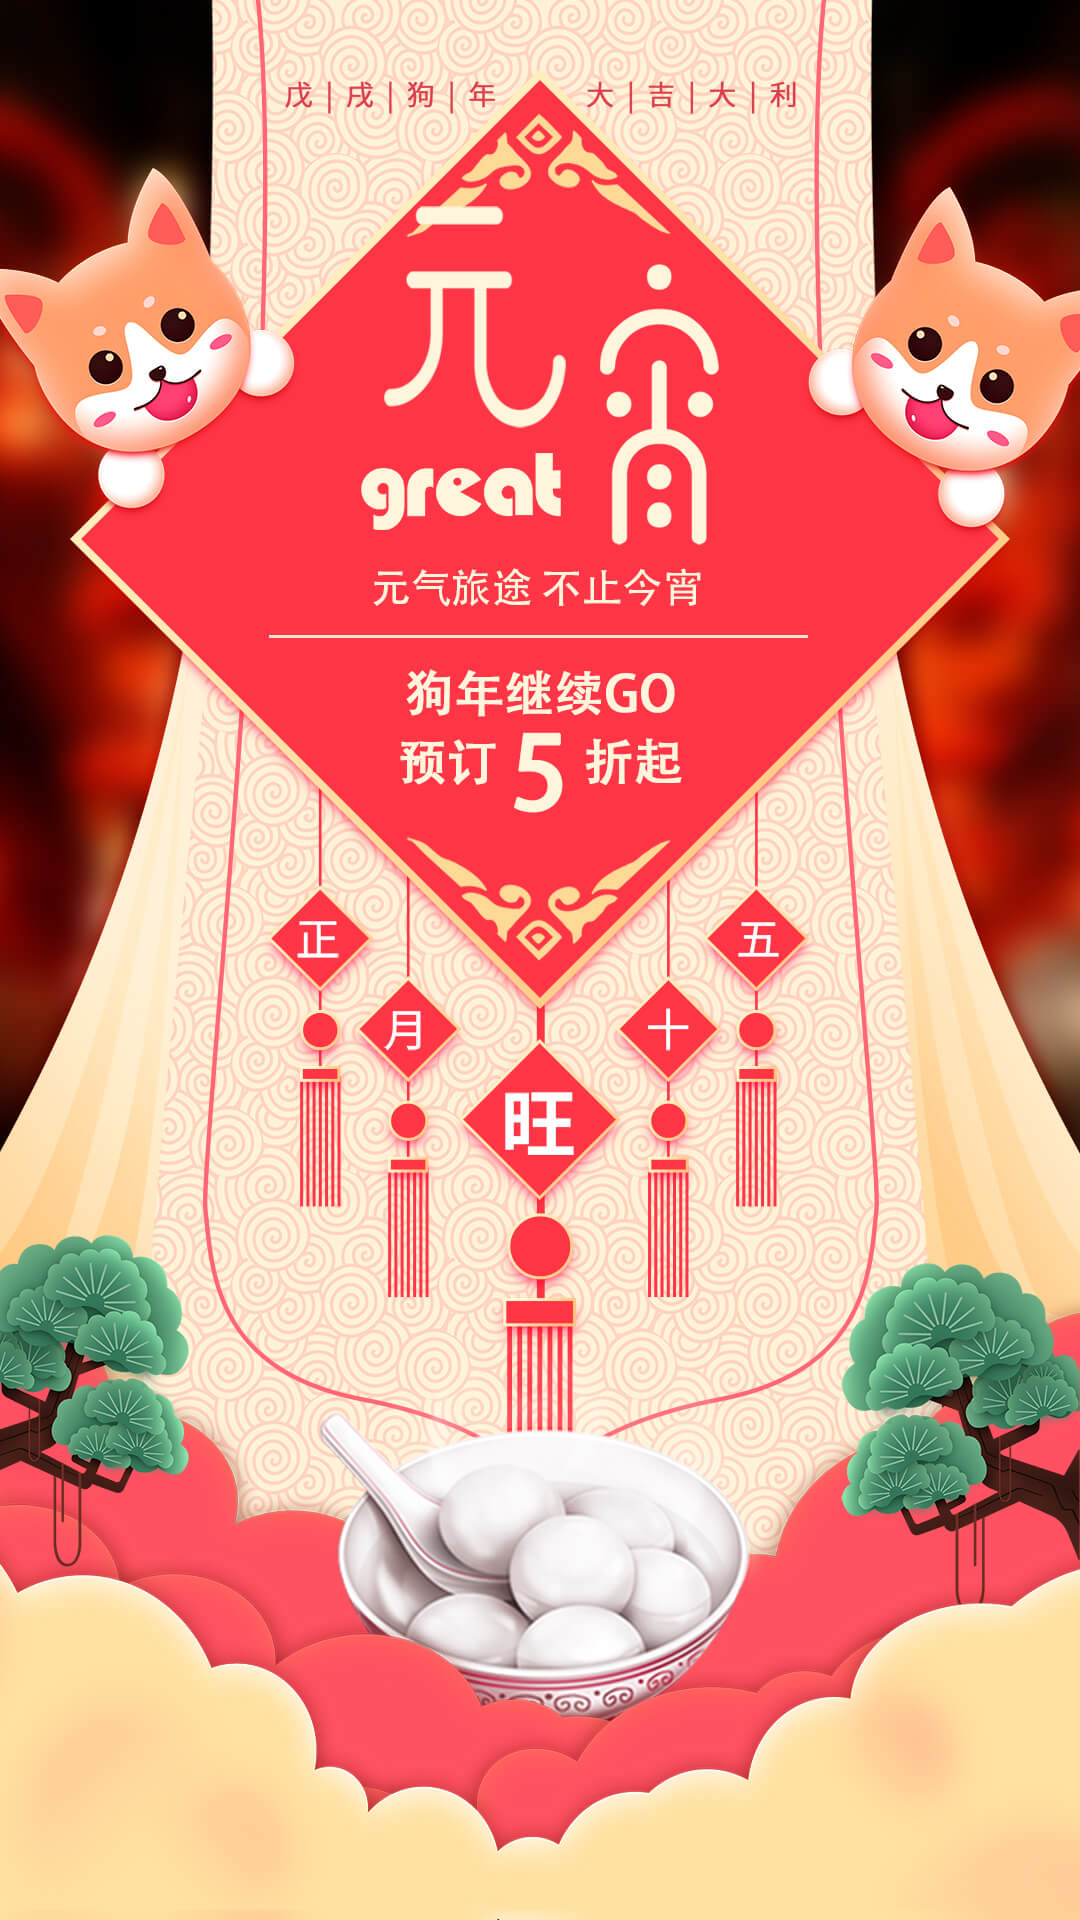 戊|戌|狗|年 大|吉|大|利
元宵
great
元气旅途 不止今宵
狗年继续GO
预订5折起
正
月
旺
十
五